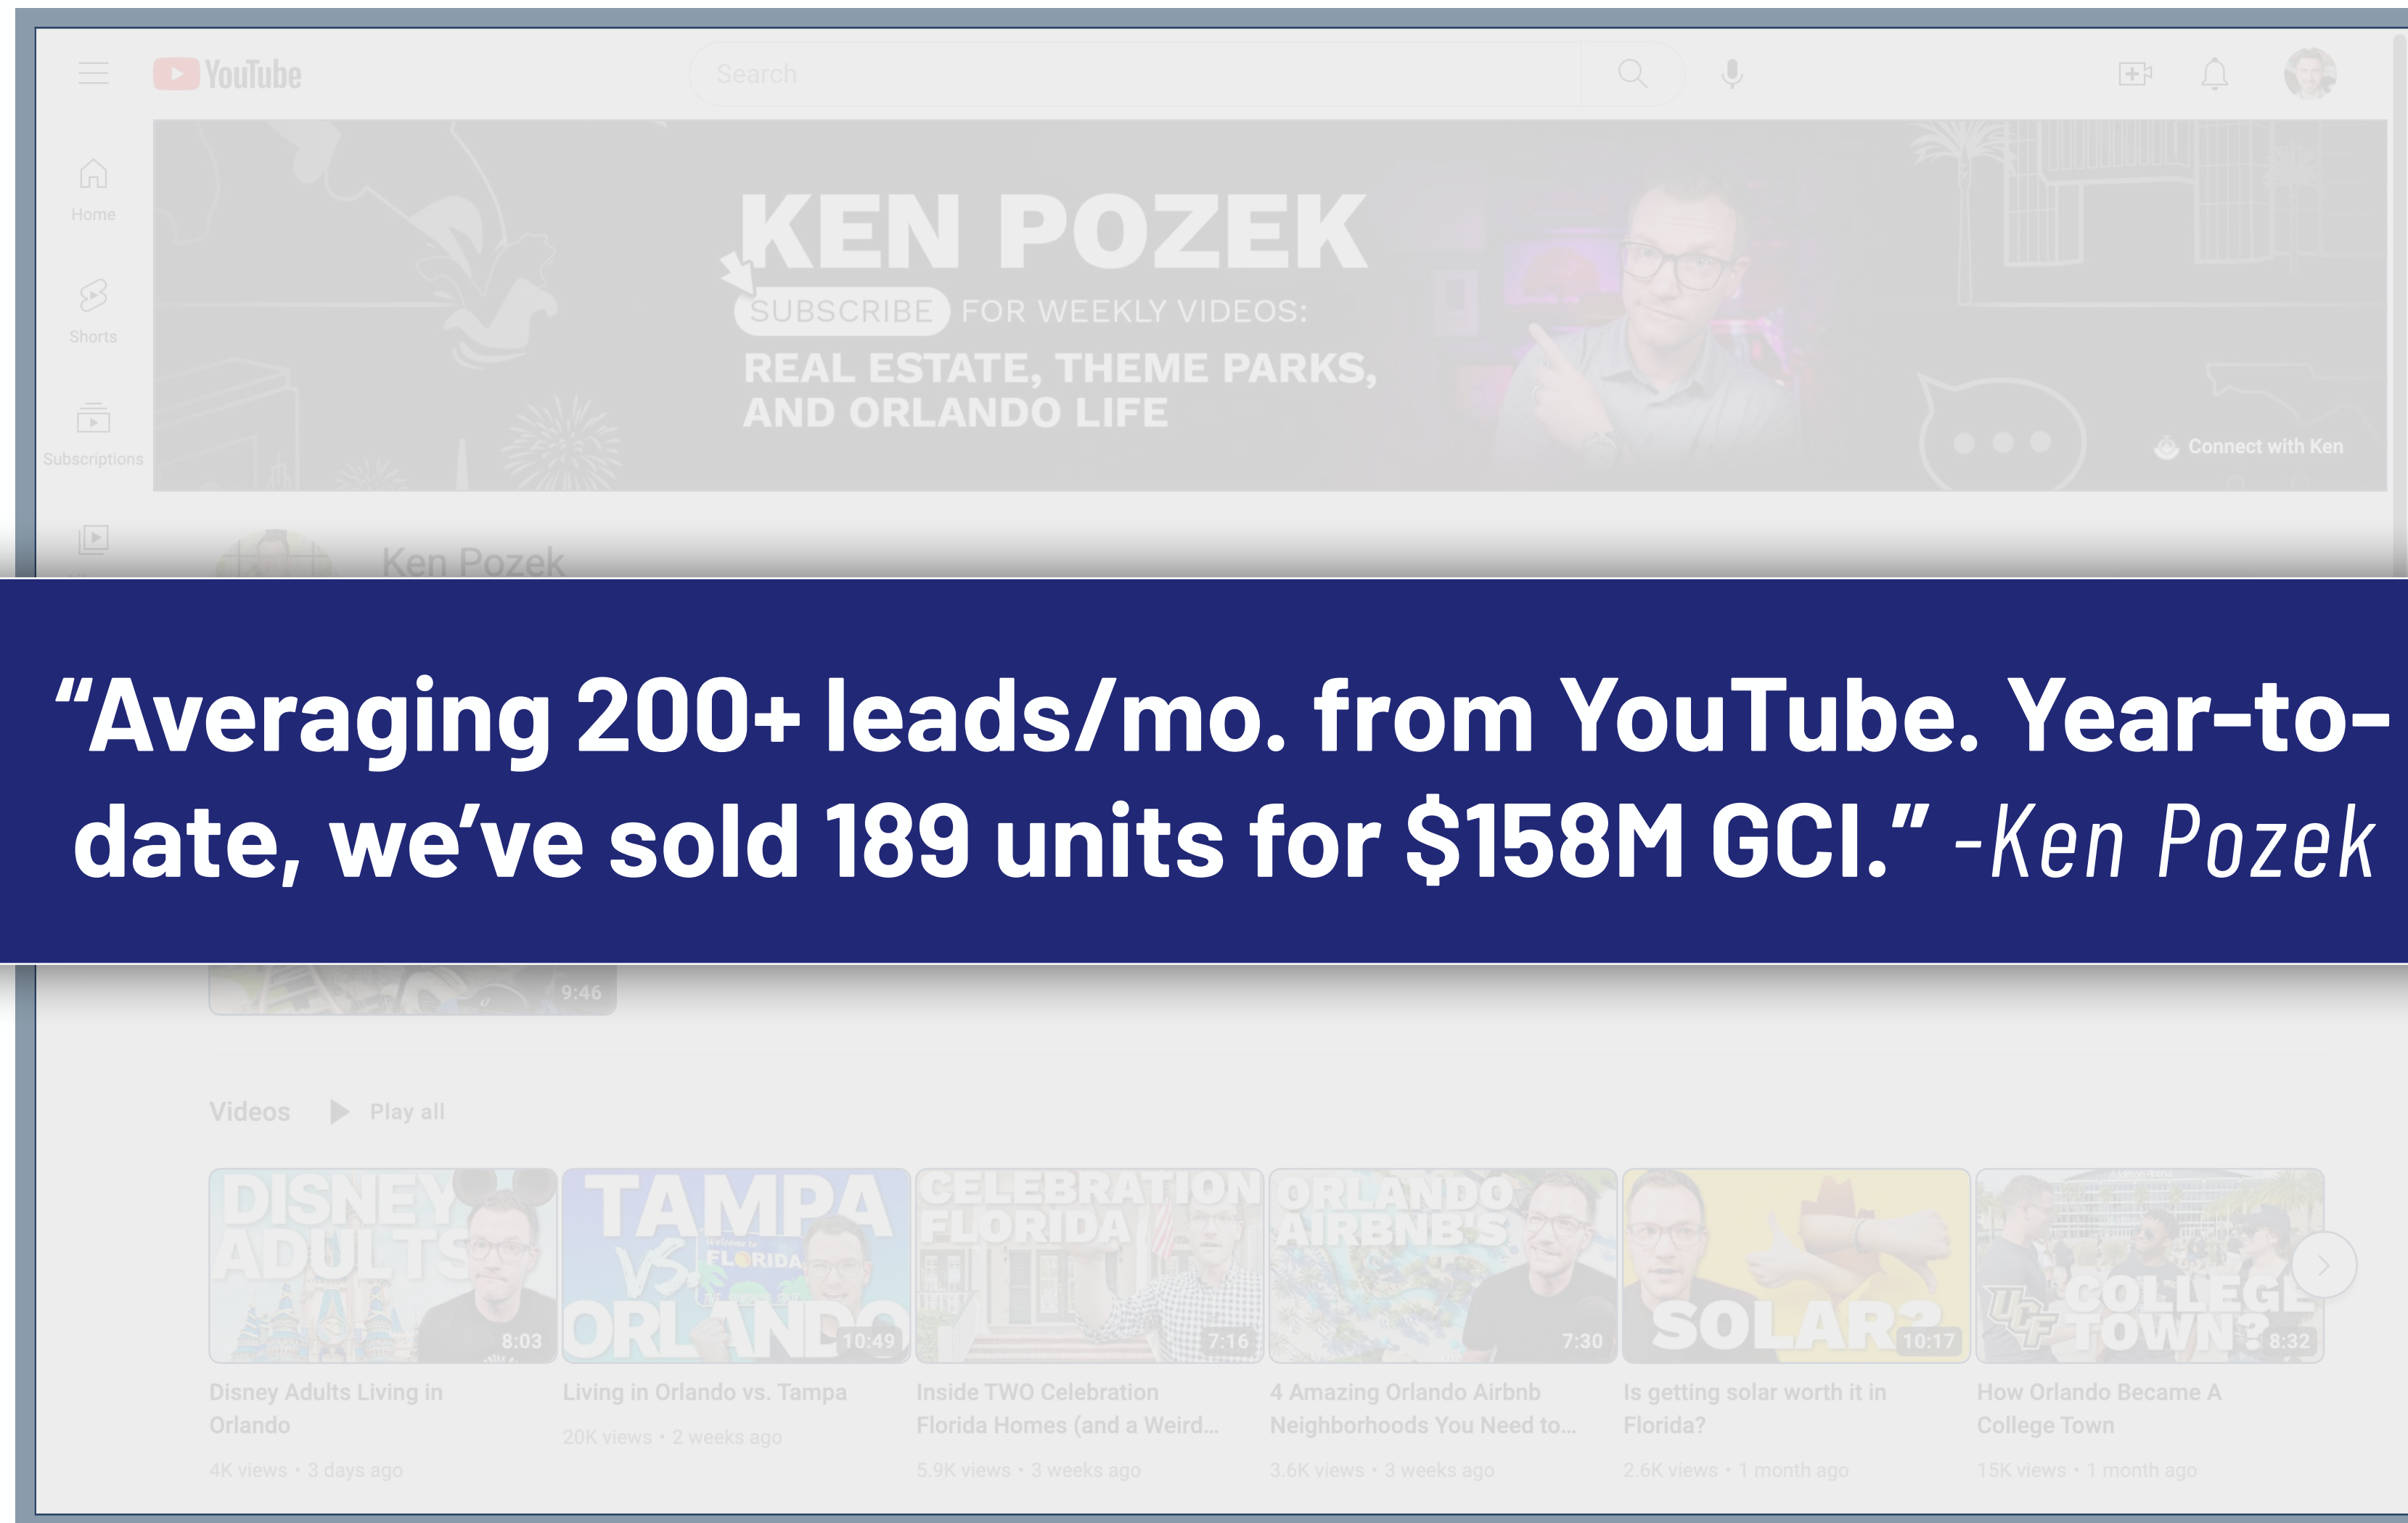 YouTube
Search
Home
Shorts
Subscriptions
KEN POZEK
SUBSCRIBE FOR WEEKLY VIDEOS:
REAL ESTATE, THEME PARKS,
AND ORLANDO LIFE
Connect with Ken
Ken Pozek
“Averaging 200+ leads/mo. from YouTube. Year-to-
date, we’ve sold 189 units for $158M GCI.” -Ken Pozek
9:46
Videos Play all
DISNEY
ADULTS
8:03
TAMPA
VS.
Welcome to
FLORIDA
ORLANDO
10:49
CELEBRATION
FLORIDA
7:16
ORLANDO
AIRBNB'S
7:30
SOLAR?
10:17
UCF
COLLEGE
TOWN?
8:32
Disney Adults Living in
Orlando
4K views • 3 days ago
Living in Orlando vs. Tampa
20K views • 2 weeks ago
Inside TWO Celebration
Florida Homes (and a Weird...
5.9K views • 3 weeks ago
4 Amazing Orlando Airbnb
Neighborhoods You Need to...
3.6K views • 3 weeks ago
Is getting solar worth it in
Florida?
2.6K views • 1 month ago
How Orlando Became A
College Town
15K views • 1 month ago